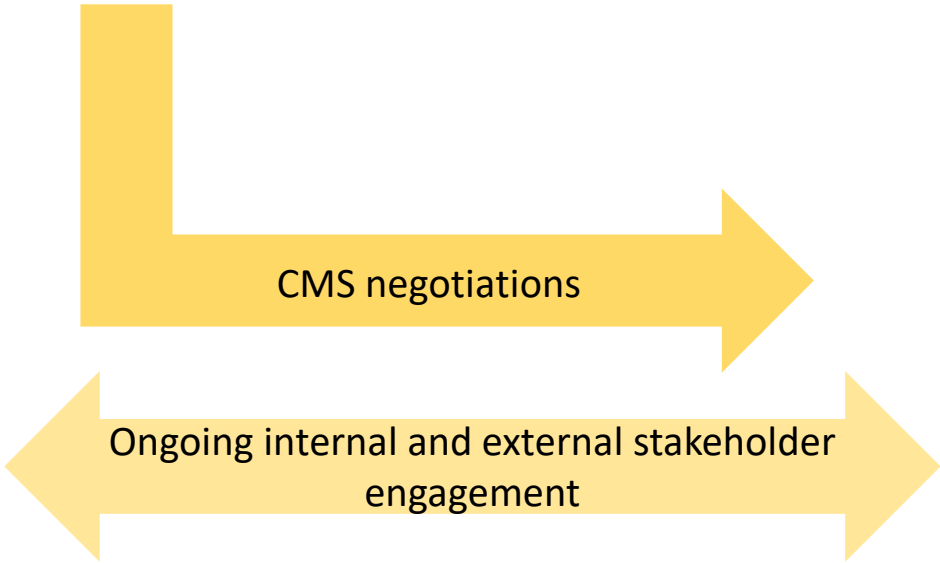 CMS negotiations
Ongoing internal and external stakeholder
engagement